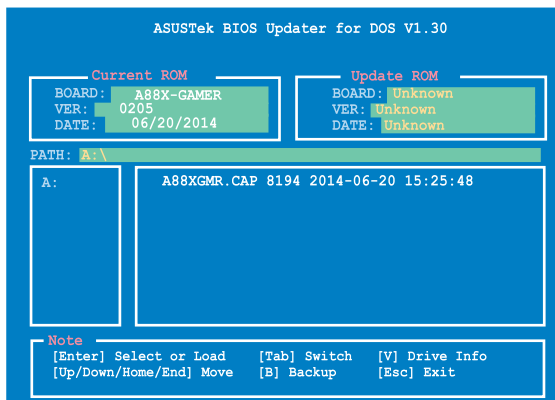 ASUSTek BIOS Updater for DOS V1.30
Current ROM
BOARD: A88X-GAMER
VER: 0205
DATE: 06/20/2014
Update ROM
BOARD: Unknown
VER: Unknown
DATE: Unknown
PATH: A:\
A:
A88XGMR.CAP 8194 2014-06-20 15:25:48
Note
[Enter] Select or Load [Tab] Switch [V] Drive Info
[Up/Down/Home/End] Move [B] Backup [Esc] Exit